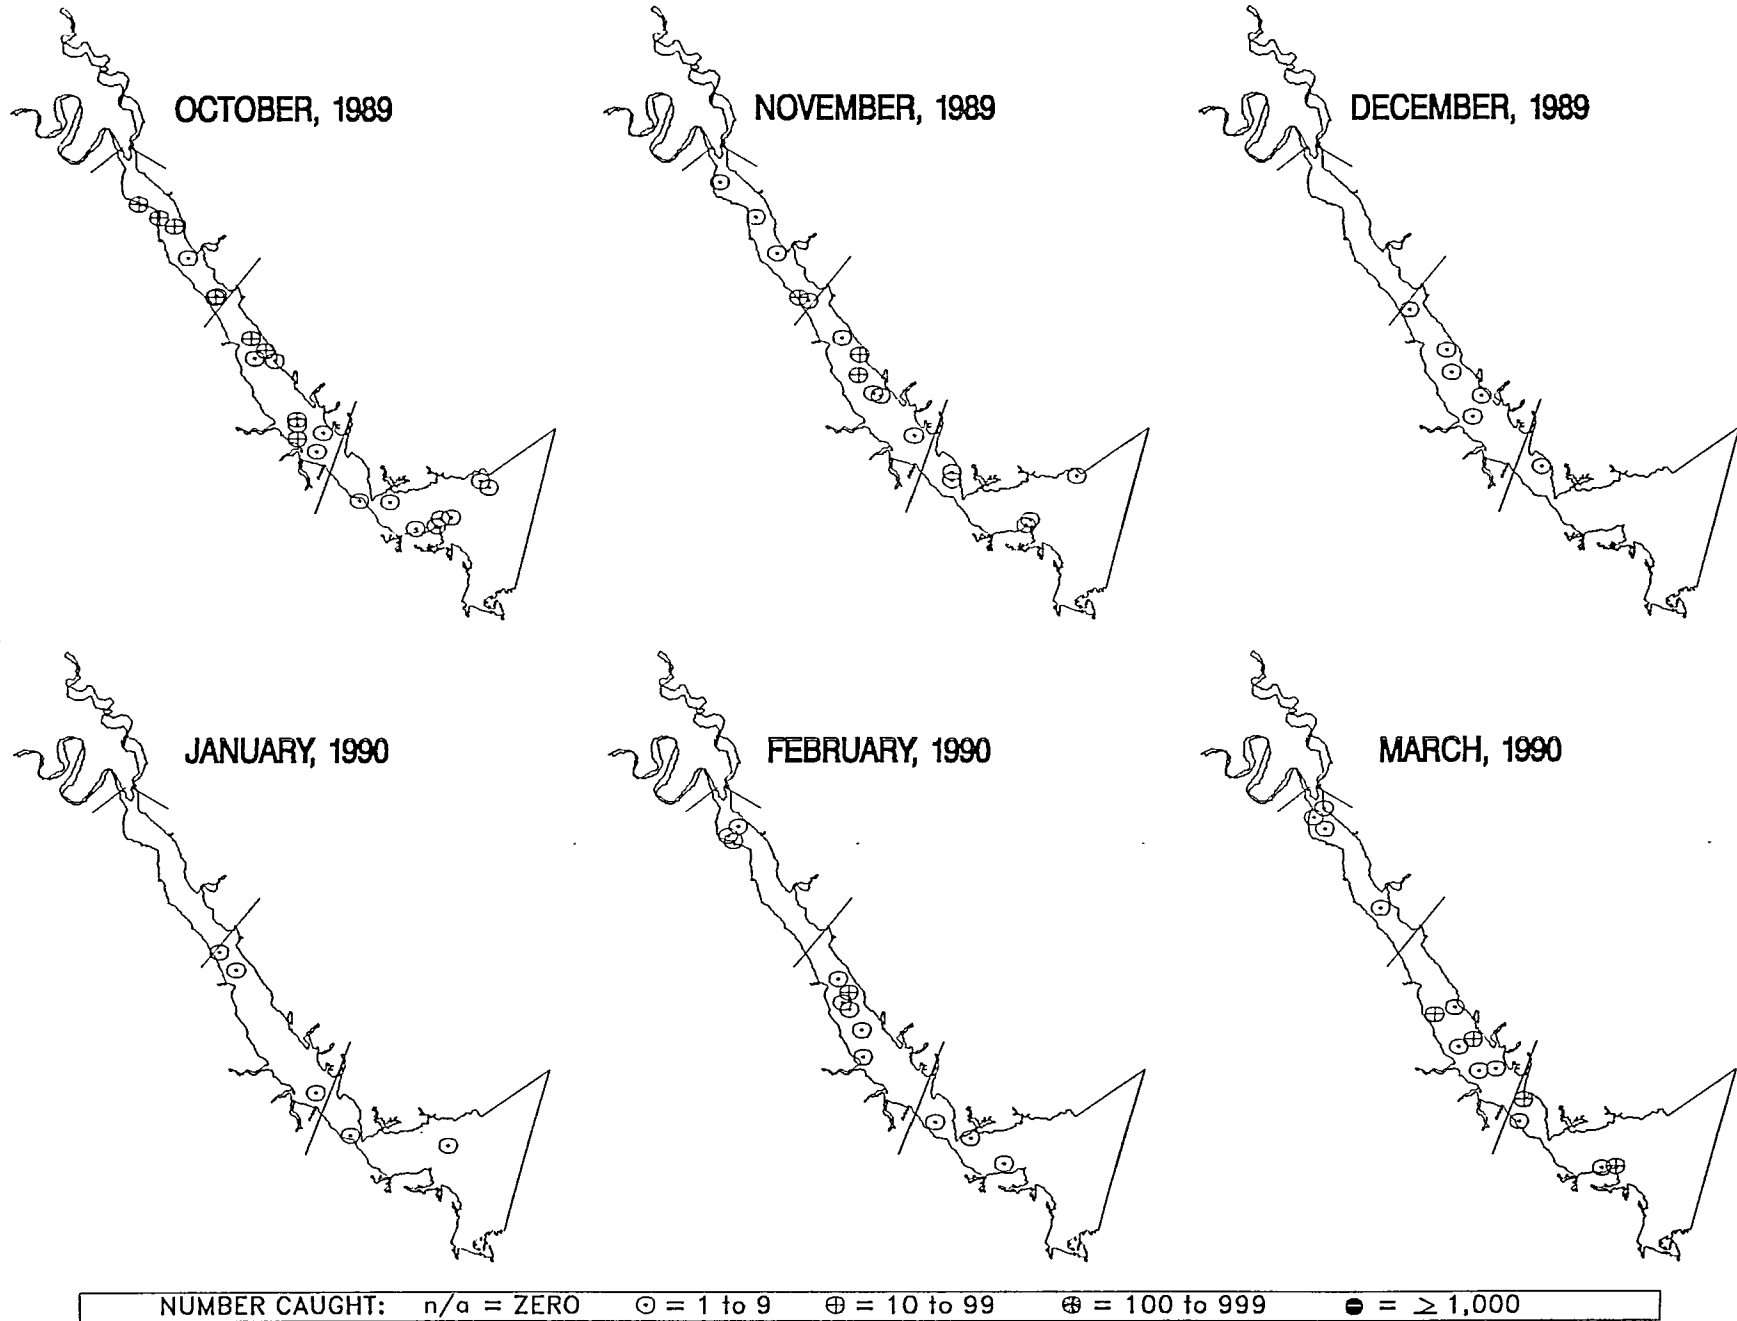 OCTOBER, 1989
NOVEMBER, 1989
DECEMBER, 1989
JANUARY, 1990
FEBRUARY, 1990
MARCH, 1990
NUMBER CAUGHT: n/a = ZERO ⊙ = 1 to 9 ⊕ = 10 to 99 = 100 to 999 ⊖ = ≥ 1,000